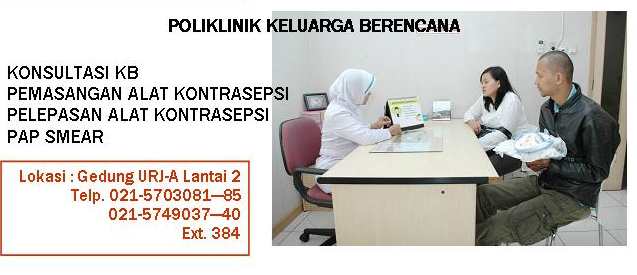 POLIKLINIK KELUARGA BERENCANA
KONSULTASI KB
PEMASANGAN ALAT KONTRASEPSI
PELEPASAN ALAT KONTRASEPSI
PAP SMEAR
Lokasi : Gedung URJ-A Lantai 2
Telp. 021-5703081—85
021-5749037—40
Ext. 384